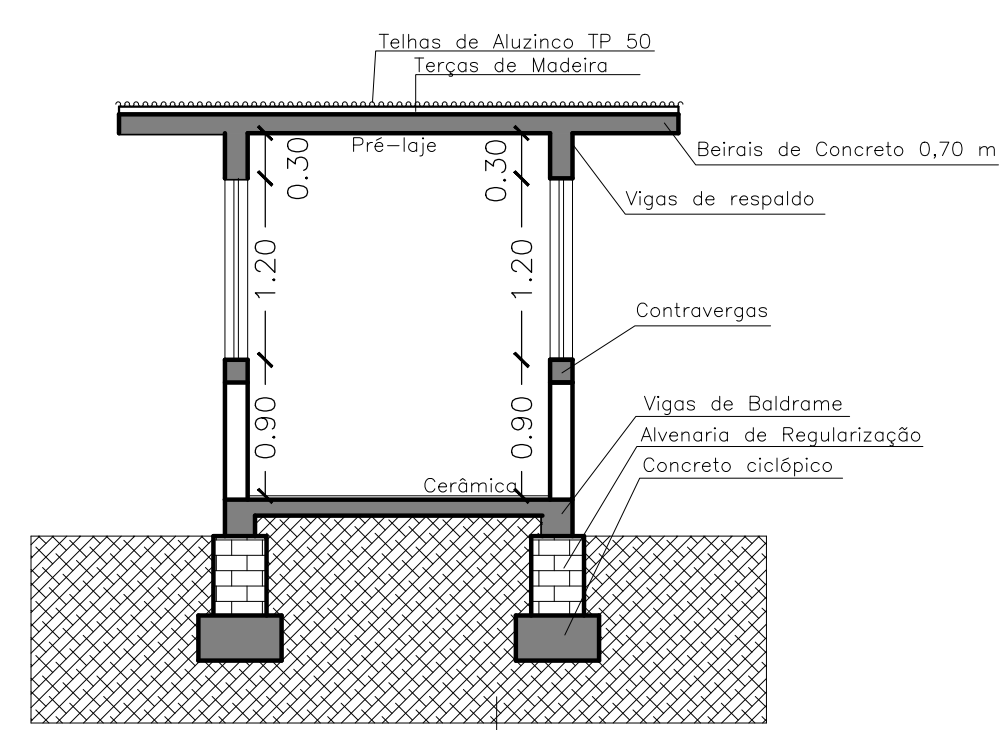 Telhas de Aluzinco TP 50
Terças de Madeira
Pré-laje
Beirais de Concreto 0,70 m
0.30
0.30
Vigas de respaldo
1.20
1.20
Contravergas
0.90
0.90
Vigas de Baldrame
Alvenaria de Regularização
Concreto ciclópico
Cerâmica